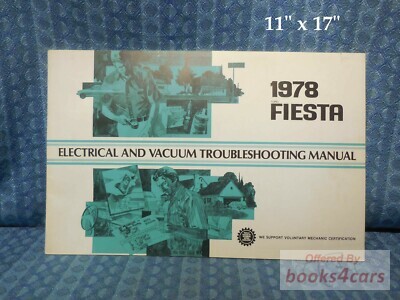 11" x 17"
1978
FIESTA
ELECTRICAL AND VACUUM TROUBLESHOOTING MANUAL
WE SUPPORT VOLUNTARY MECHANIC CERTIFICATION
Offered By
books4cars